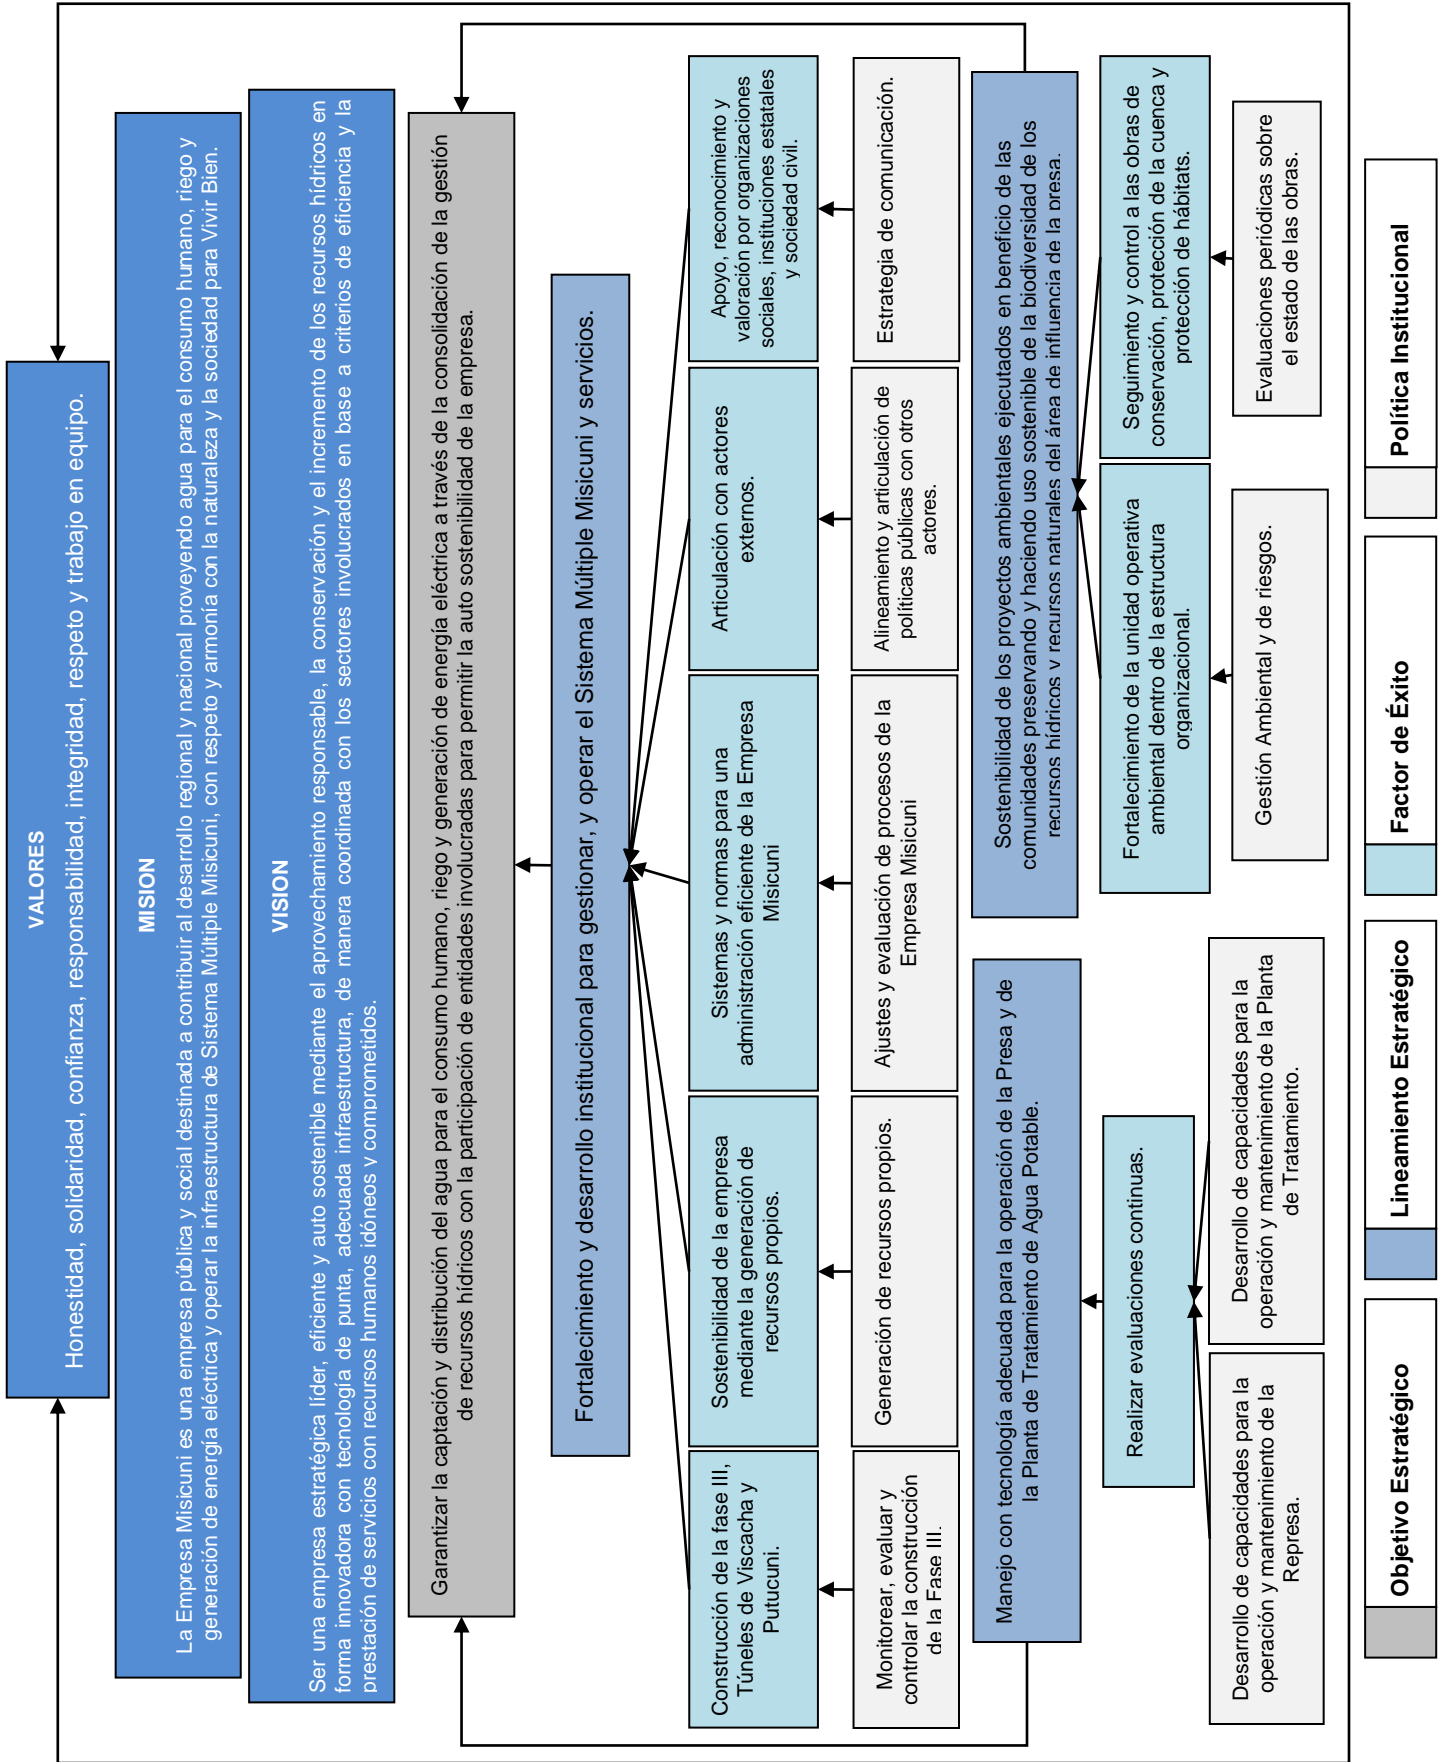 VALORES
Honestidad, solidaridad, confianza, responsabilidad, integridad, respeto y trabajo en equipo.
MISION
La Empresa Misicuni es una empresa pública y social destinada a contribuir al desarrollo regional y nacional proveyendo agua para el consumo humano, riego y
generación de energía eléctrica y operar la infraestructura de Sistema Múltiple Misicuni, con respeto y armonía con la naturaleza y la sociedad para Vivir Bien.
VISION
Ser una empresa estratégica líder, eficiente y auto sostenible mediante el aprovechamiento responsable, la conservación y el incremento de los recursos hídricos en
forma innovadora con tecnología de punta, adecuada infraestructura, de manera coordinada con los sectores involucrados en base a criterios de eficiencia y la
prestación de servicios con recursos humanos idóneos y comprometidos.
Garantizar la captación y distribución del agua para el consumo humano, riego y generación de energía eléctrica a través de la consolidación de la gestión
de recursos hídricos con la participación de entidades involucradas para permitir la auto sostenibilidad de la empresa.
Fortalecimiento y desarrollo institucional para gestionar, y operar el Sistema Múltiple Misicuni y servicios.
Construcción de la fase III,
Túneles de Viscacha y
Putucuni.
Sostenibilidad de la empresa
mediante la generación de
recursos propios.
Sistemas y normas para una
administración eficiente de la Empresa
Misicuni
Articulación con actores
externos.
Apoyo, reconocimiento y
valoración por organizaciones
sociales, instituciones estatales
y sociedad civil.
Monitorear, evaluar y
controlar la construcción
de la Fase III.
Generación de recursos propios.
Ajustes y evaluación de procesos de la
Empresa Misicuni
Alineamiento y articulación de
políticas públicas con otros
actores.
Estrategia de comunicación.
Manejo con tecnología adecuada para la operación de la Presa y de
la Planta de Tratamiento de Agua Potable.
Sostenibilidad de los proyectos ambientales ejecutados en beneficio de las
comunidades preservando y haciendo uso sostenible de la biodiversidad de los
recursos hídricos y recursos naturales del área de influencia de la presa.
Realizar evaluaciones continuas.
Fortalecimiento de la unidad operativa
ambiental dentro de la estructura
organizacional.
Seguimiento y control a las obras de
conservación, protección de la cuenca y
protección de hábitats.
Desarrollo de capacidades para la
operación y mantenimiento de la
Represa.
Desarrollo de capacidades para la
operación y mantenimiento de la Planta
de Tratamiento.
Gestión Ambiental y de riesgos.
Evaluaciones periódicas sobre
el estado de las obras.
Objetivo Estratégico
Lineamiento Estratégico
Factor de Éxito
Política Institucional